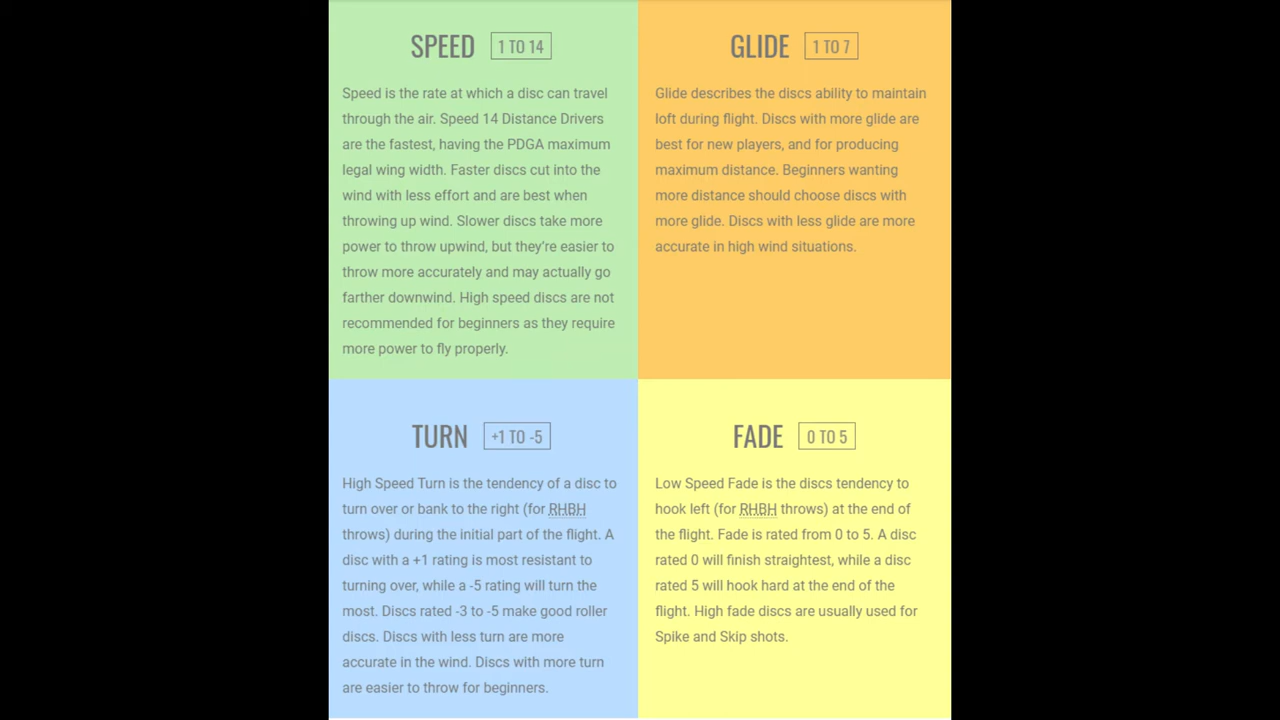 SPEED 1 TO 14
Speed is the rate at which a disc can travel
through the air. Speed 14 Distance Drivers
are the fastest, having the PDGA maximum
legal wing width. Faster discs cut into the
wind with less effort and are best when
throwing up wind. Slower discs take more
power to throw upwind, but they're easier to
throw more accurately and may actually go
farther downwind. High speed discs are not
recommended for beginners as they require
more power to fly properly.
GLIDE 1 TO 7
Glide describes the discs ability to maintain
loft during flight. Discs with more glide are
best for new players, and for producing
maximum distance. Beginners wanting
more distance should choose discs with
more glide. Discs with less glide are more
accurate in high wind situations.
TURN +1 TO -5
High Speed Turn is the tendency of a disc to
turn over or bank to the right (for RHBH
throws) during the initial part of the flight. A
disc with a +1 rating is most resistant to
turning over, while a -5 rating will turn the
most. Discs rated -3 to -5 make good roller
discs. Discs with less turn are more
accurate in the wind. Discs with more turn
are easier to throw for beginners.
FADE 0 TO 5
Low Speed Fade is the discs tendency to
hook left (for RHBH throws) at the end of
the flight. Fade is rated from 0 to 5. A disc
rated 0 will finish straightest, while a disc
rated 5 will hook hard at the end of the
flight. High fade discs are usually used for
Spike and Skip shots.